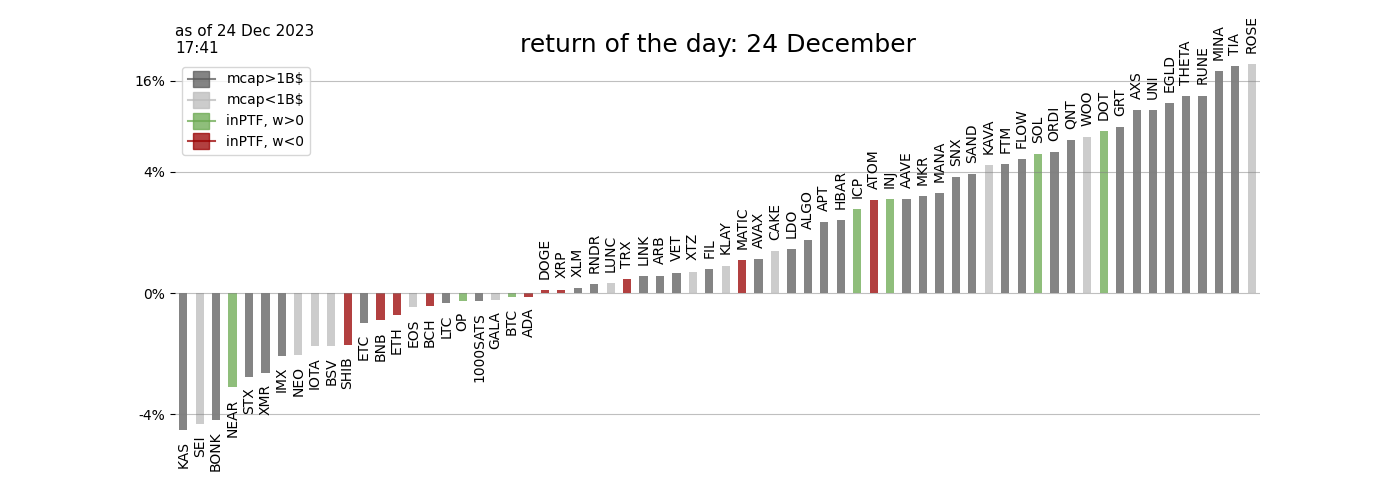 as of 24 Dec 2023
17:41
return of the day: 24 December
mcap>1B$
mcap<1B$
inPTF, w>0
inPTF, w<0
16%
4%
0%
-4%
KAS
SEI
BONK
NEAR
STX
XMR
IMX
NEO
IOTA
BSV
SHIB
ETC
BNB
ETH
EOS
BCH
LTC
OP
1000SATS
GALA
BTC
ADA
DOGE
XRP
XLM
RNDR
LUNC
TRX
LINK
ARB
VET
XTZ
FIL
KLAY
MATIC
AVAX
CAKE
LDO
ALGO
APT
HBAR
ICP
ATOM
INJ
AAVE
MKR
MANA
SNX
SAND
KAVA
FTM
FLOW
SOL
ORDI
QNT
WOO
DOT
GRT
AXS
UNI
EGLD
THETA
RUNE
MINA
TIA
ROSE